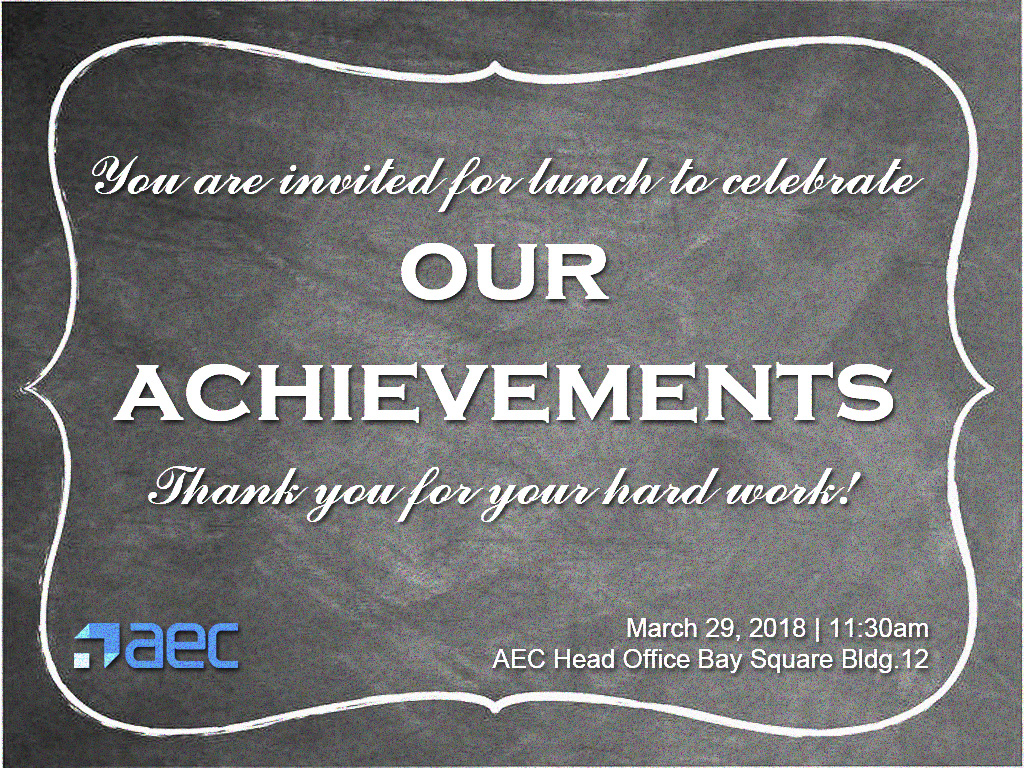 You are invited for lunch to celebrate
OUR
ACHIEVEMENTS
Thank you for your hard work!
aec
March 29, 2018 | 11:30am
AEC Head Office Bay Square Bldg.12